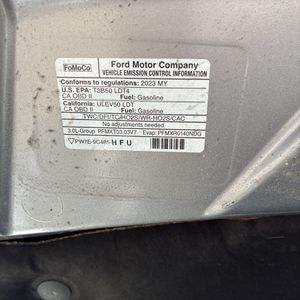 FoMoCo
Ford Motor Company
VEHICLE EMISSION CONTROL INFORMATION
Conforms to regulations: 2023 MY
U.S. EPA: T3B50 LDT4
CA OBD II Fuel: Gasoline
California: ULEV50 LDT
CA OBD II Fuel: Gasoline
TWC/DFI/TC/HO2S/WR-HO2S/CAC
No adjustments needed.
3.0L-Group: PFMXT03.03V7 Evap: PFMXR0140NDG
HFU